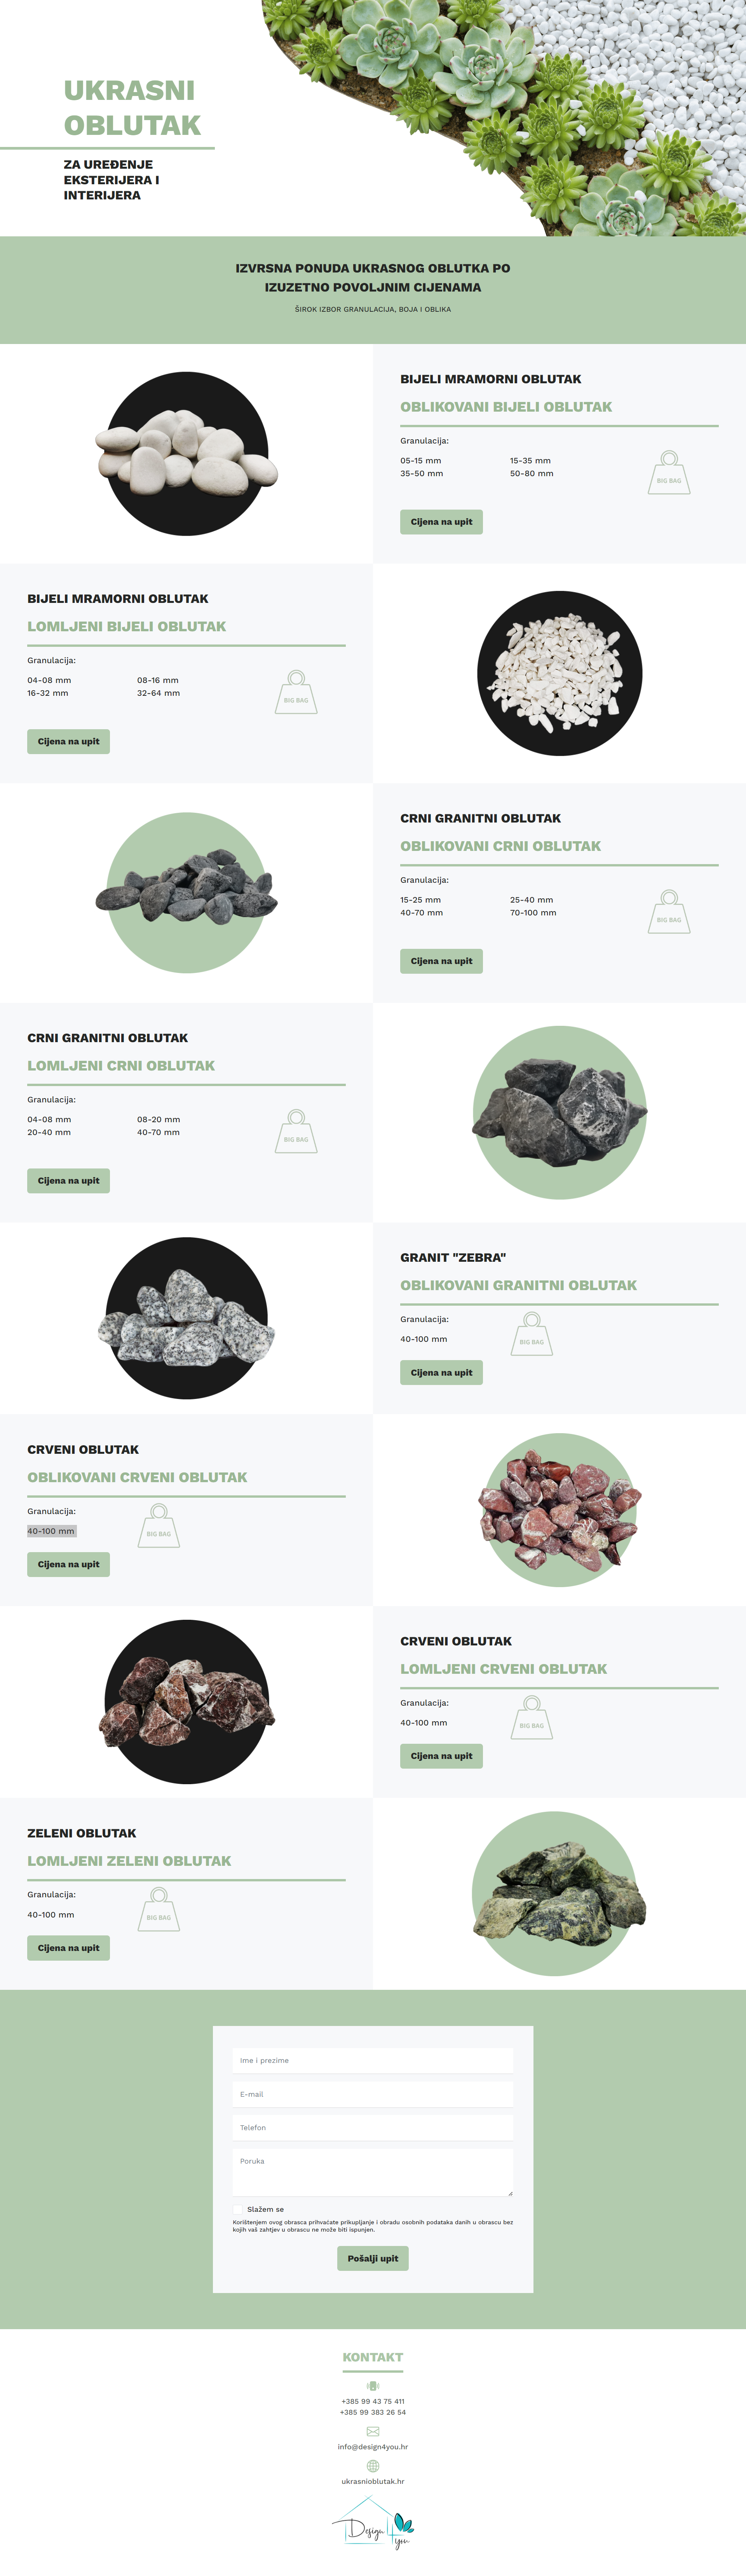 UKRASNI
OBLUTAK
ZA UREĐENJE
EKSTERIJERA I
INTERIJERA
IZVRSNA PONUDA UKRASNOG OBLUTKA PO
IZUZETNO POVOLJNIM CIJENAMA
ŠIROK IZBOR GRANULACIJA, BOJA I OBLIKA
BIJELI MRAMORNI OBLUTAK
OBLIKOVANI BIJELI OBLUTAK
Granulacija:
05-15 mm 15-35 mm
35-50 mm 50-80 mm
BIG BAG
Cijena na upit
BIJELI MRAMORNI OBLUTAK
LOMLJENI BIJELI OBLUTAK
Granulacija:
04-08 mm 08-16 mm
16-32 mm 32-64 mm
BIG BAG
Cijena na upit
CRNI GRANITNI OBLUTAK
OBLIKOVANI CRNI OBLUTAK
Granulacija:
15-25 mm 25-40 mm
40-70 mm 70-100 mm
BIG BAG
Cijena na upit
CRNI GRANITNI OBLUTAK
LOMLJENI CRNI OBLUTAK
Granulacija:
04-08 mm 08-20 mm
20-40 mm 40-70 mm
BIG BAG
Cijena na upit
GRANIT "ZEBRA"
OBLIKOVANI GRANITNI OBLUTAK
Granulacija:
40-100 mm
BIG BAG
Cijena na upit
CRVENI OBLUTAK
OBLIKOVANI CRVENI OBLUTAK
Granulacija:
40-100 mm
BIG BAG
Cijena na upit
CRVENI OBLUTAK
LOMLJENI CRVENI OBLUTAK
Granulacija:
40-100 mm
BIG BAG
Cijena na upit
ZELENI OBLUTAK
LOMLJENI ZELENI OBLUTAK
Granulacija:
40-100 mm
BIG BAG
Cijena na upit
Ime i prezime
E-mail
Telefon
Poruka
Slažem se
Korištenjem ovog obrasca prihvaćate prikupljanje i obradu osobnih podataka danih u obrascu bez
kojih vaš zahtjev u obrascu ne može biti ispunjen.
Pošalji upit
KONTAKT
+385 99 43 75 411
+385 99 383 26 54
info@design4you.hr
ukrasnioblutak.hr
Design 4 you